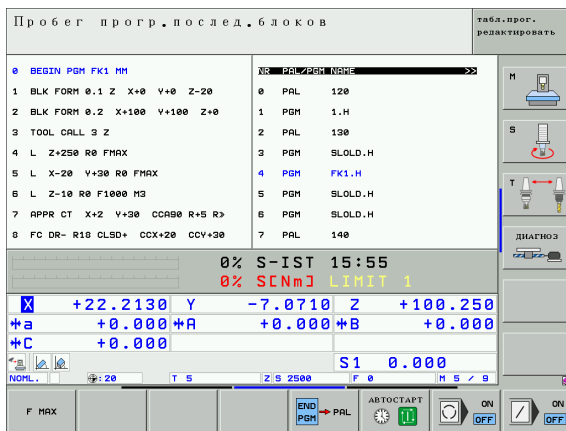 Пробег прогр.послед.блоков
табл.прог.
редактировать
0 BEGIN PGM FK1 MM
1 BLK FORM 0.1 Z X+0 Y+0 Z-20
2 BLK FORM 0.2 X+100 Y+100 Z+0
3 TOOL CALL 3 Z
4 L Z+250 R0 FMAX
5 L X-20 Y+30 R0 FMAX
6 L Z-10 R0 F1000 M3
7 APPR CT X+2 Y+30 CCA90 R+5 R»
8 FC DR- R18 CLSD+ CCX+20 CCY+30
NR PAL/PGM NAME >>
0 PAL 120
1 PGM 1.H
2 PAL 130
3 PGM SLOLD.H
4 PGM FK1.H
5 PGM SLOLD.H
6 PGM SLOLD.H
7 PAL 140
M
S
T
ДИАГНОЗ
0% S-IST 15:55
0% S[Nm] LIMIT 1
X +22.2130 Y -7.0710 Z +100.250
*a +0.000 *A +0.000 *B +0.000
*C +0.000
S1 0.000
NOML. :20 T 5 Z S 2500 F 0 M 5 / 9
F MAX
END PGM → PAL
АВТОСТАРТ
ON
OFF
ON
OFF